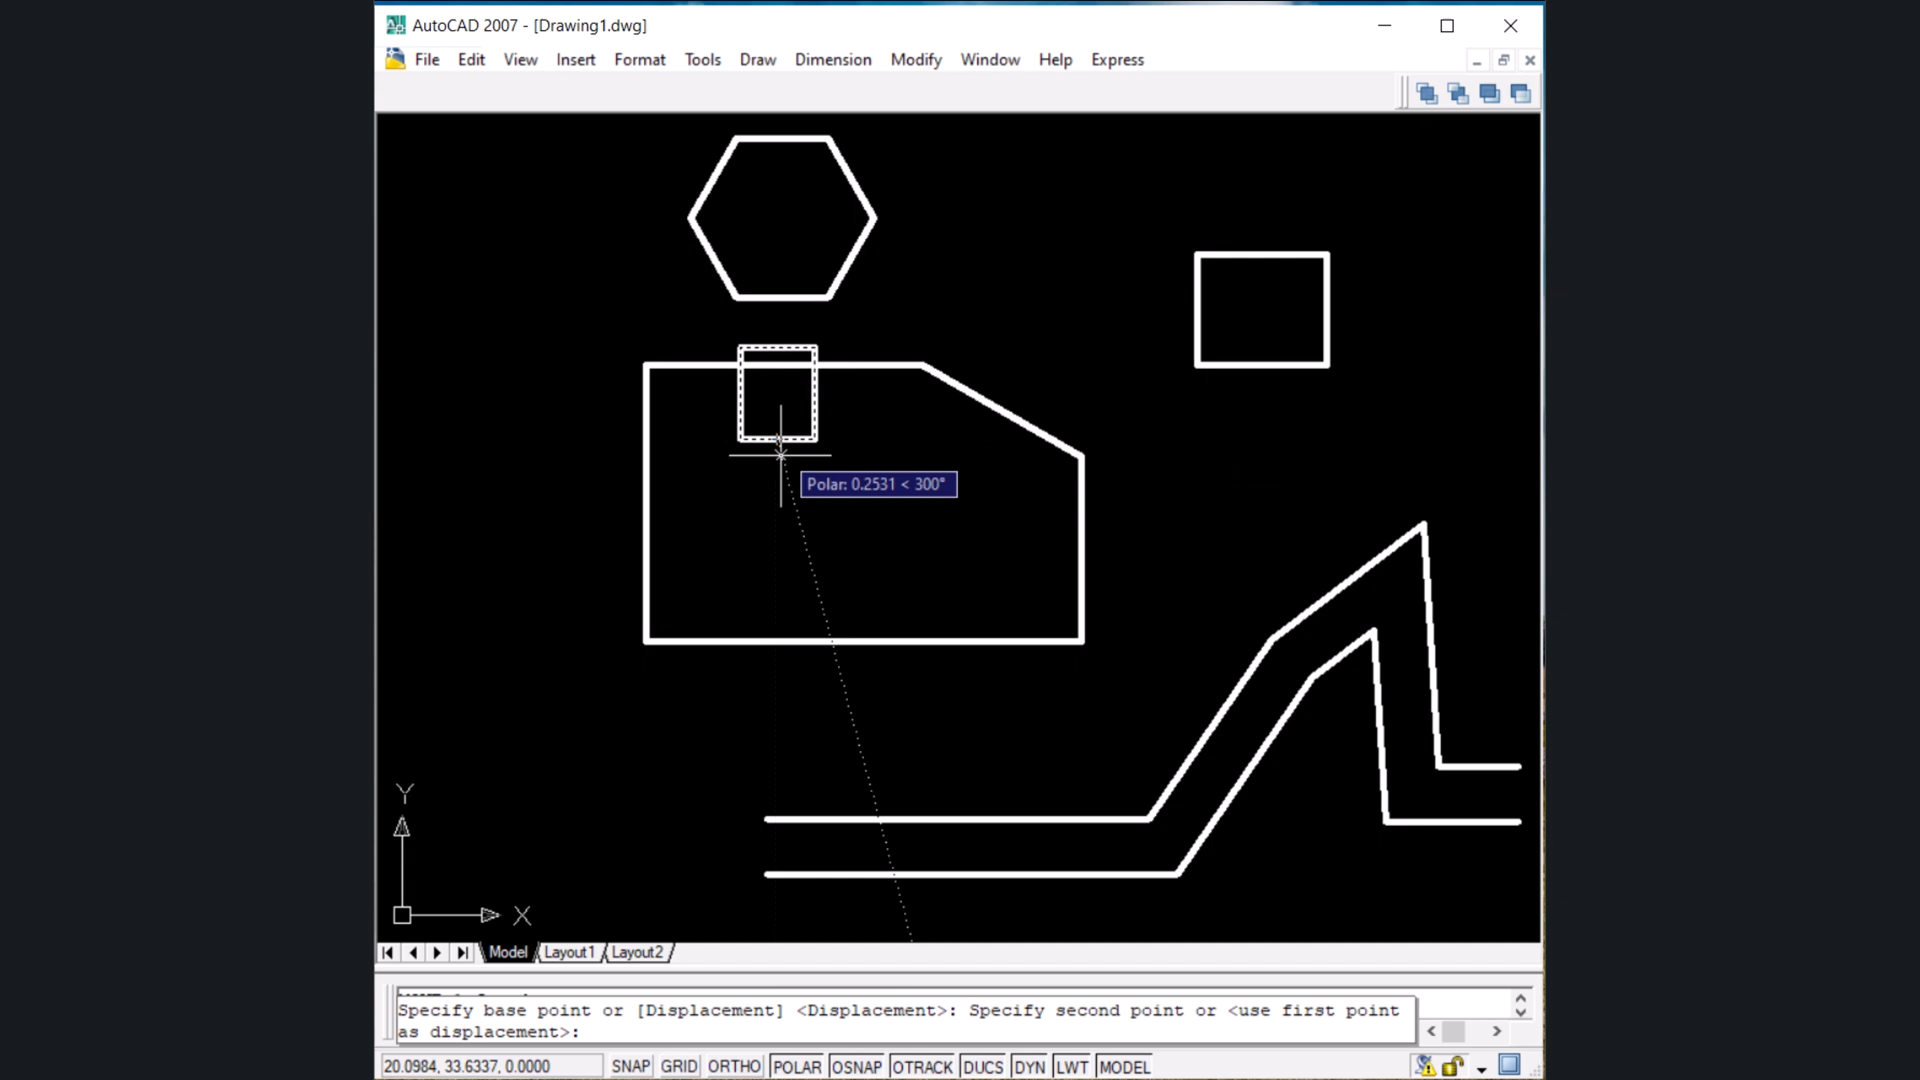 AutoCAD 2007 - [Drawing1.dwg]
File Edit View Insert Format Tools Draw Dimension Modify Window Help Express
Polar: 0.2531 < 300°
Y
X
Model Layout1 Layout2
Specify base point or [Displacement] <Displacement>: Specify second point or <use first point
as displacement>:
20.0984, 33.6337, 0.0000 SNAP GRID ORTHO POLAR OSNAP OTRACK DUCS DYN LWT MODEL